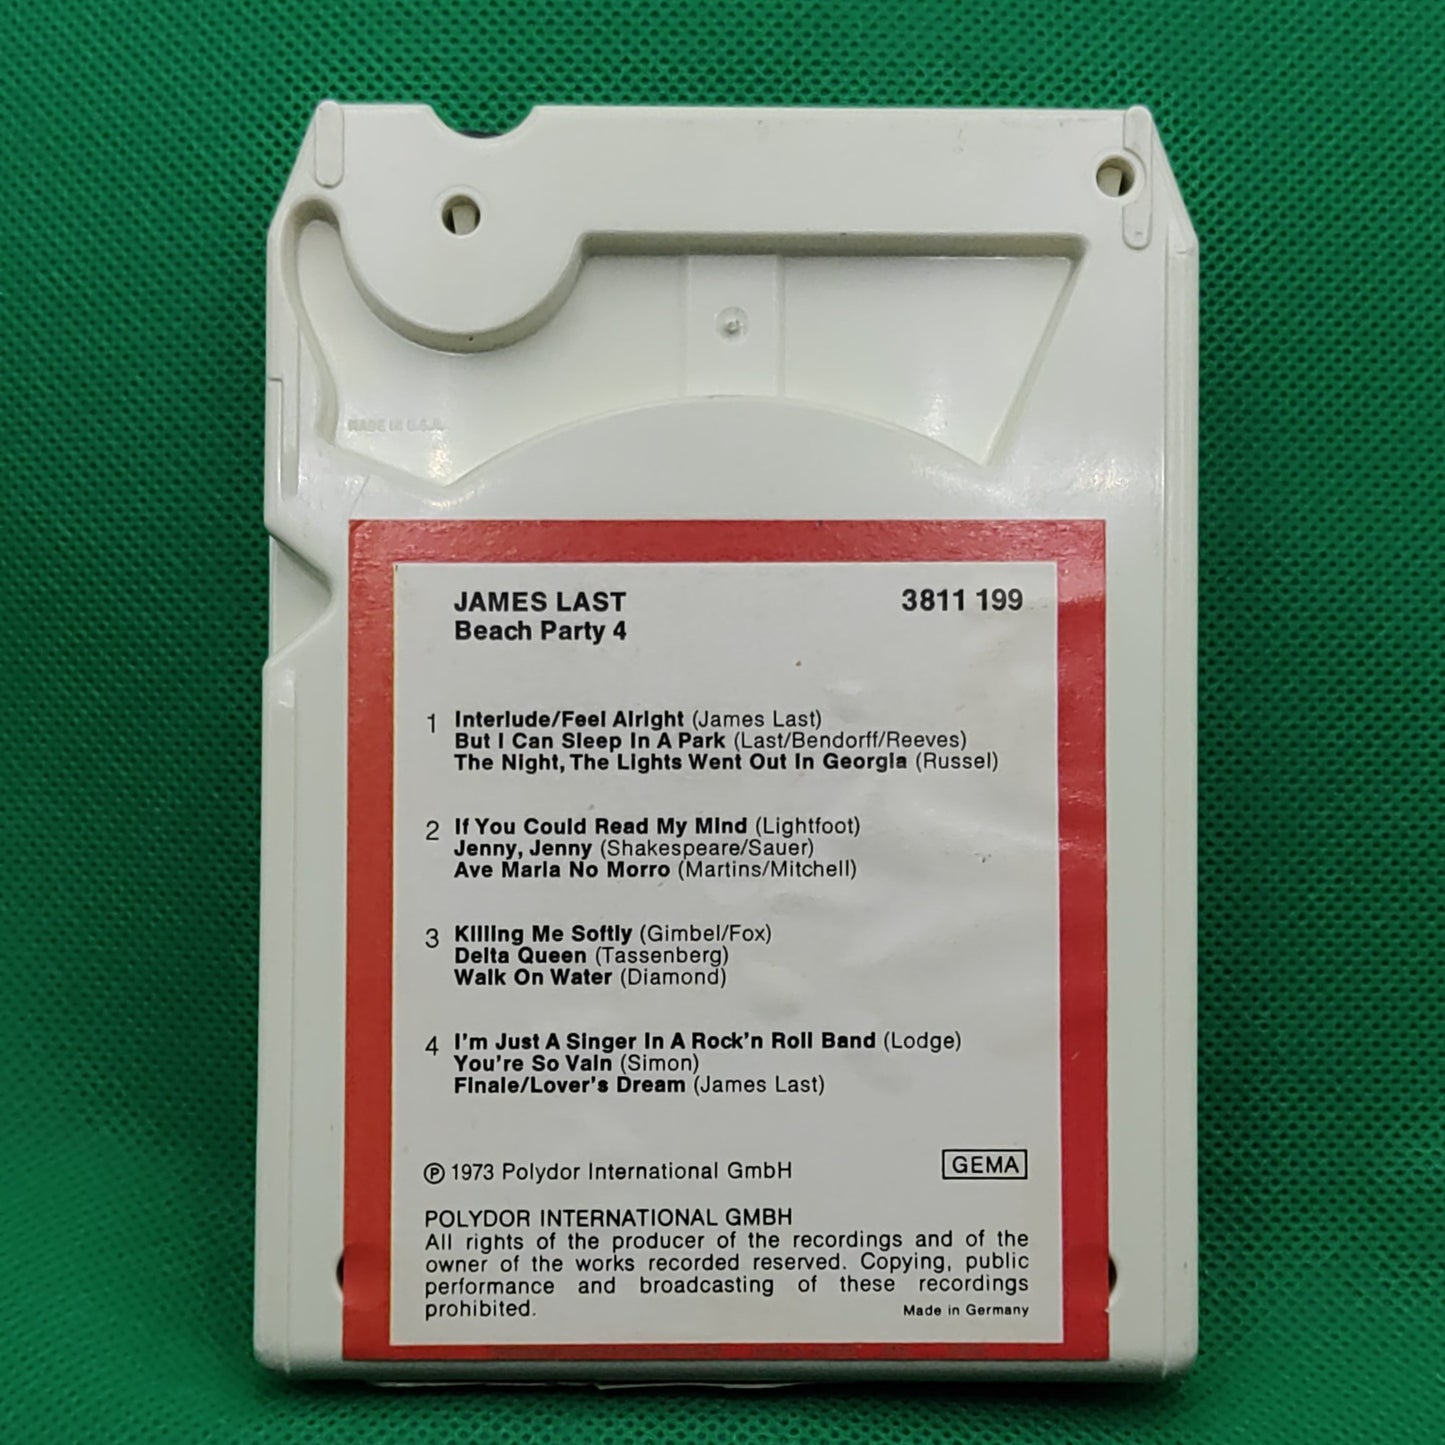 MADE IN U.S.A.
JAMES LAST 3811 199
Beach Party 4
1 Interlude/Feel Alright (James Last)
But I Can Sleep In A Park (Last/Bendorff/Reeves)
The Night, The Lights Went Out In Georgia (Russel)
2 If You Could Read My Mind (Lightfoot)
Jenny, Jenny (Shakespeare/Sauer)
Ave Maria No Morro (Martins/Mitchell)
3 Killing Me Softly (Gimbel/Fox)
Delta Queen (Tassenberg)
Walk On Water (Diamond)
4 I'm Just A Singer In A Rock'n Roll Band (Lodge)
You're So Vain (Simon)
Finale/Lover's Dream (James Last)
℗ 1973 Polydor International GmbH GEMA
POLYDOR INTERNATIONAL GMBH
All rights of the producer of the recordings and of the
owner of the works recorded reserved. Copying, public
performance and broadcasting of these recordings
prohibited. Made in Germany